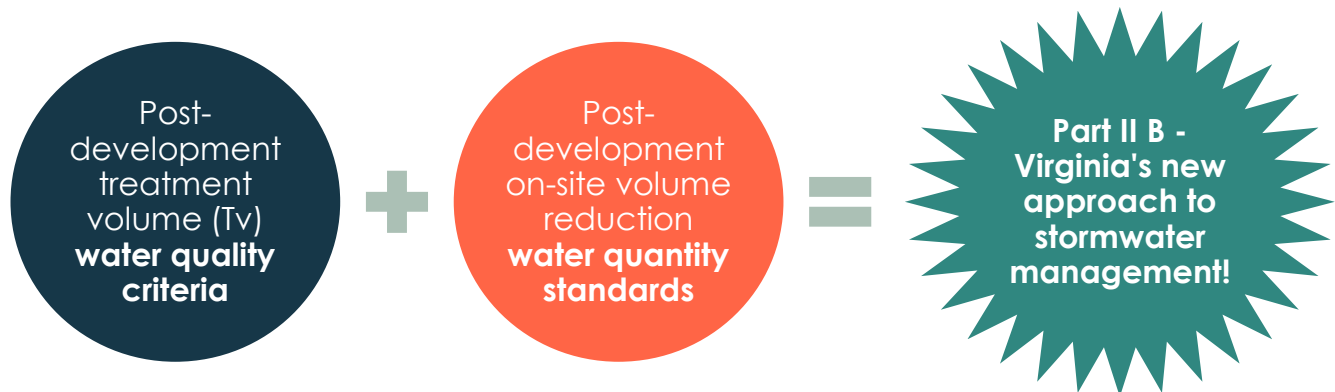 Post-
development
treatment
volume (Tv)
water quality
criteria
Post-
development
on-site volume
reduction
water quantity
standards
Part II B -
Virginia's new
approach to
stormwater
management!